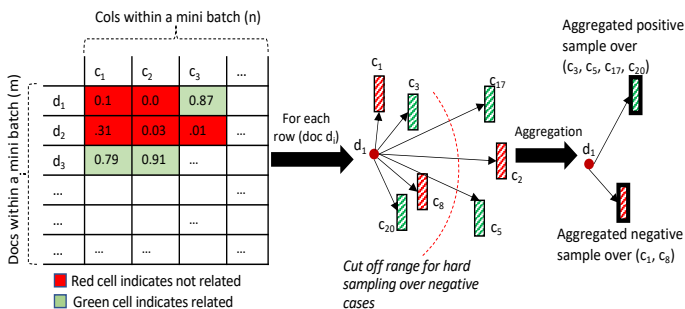 Cols within a mini batch (n)
Docs within a mini batch (m)
c1 c2 c3 ...
d1 0.1 0.0 0.87
d2 .31 0.03 .01 ...
d3 0.79 0.91 ...
... ...
... ...
... ... ...
Red cell indicates not related
Green cell indicates related
For each
row (doc di)
c1
c3
c17
d1
c2
c8
c20
c5
Cut off range for hard
sampling over negative
cases
Aggregation
Aggregated positive
sample over
(c3, c5, c17, c20)
d1
Aggregated negative
sample over (c1, c8)